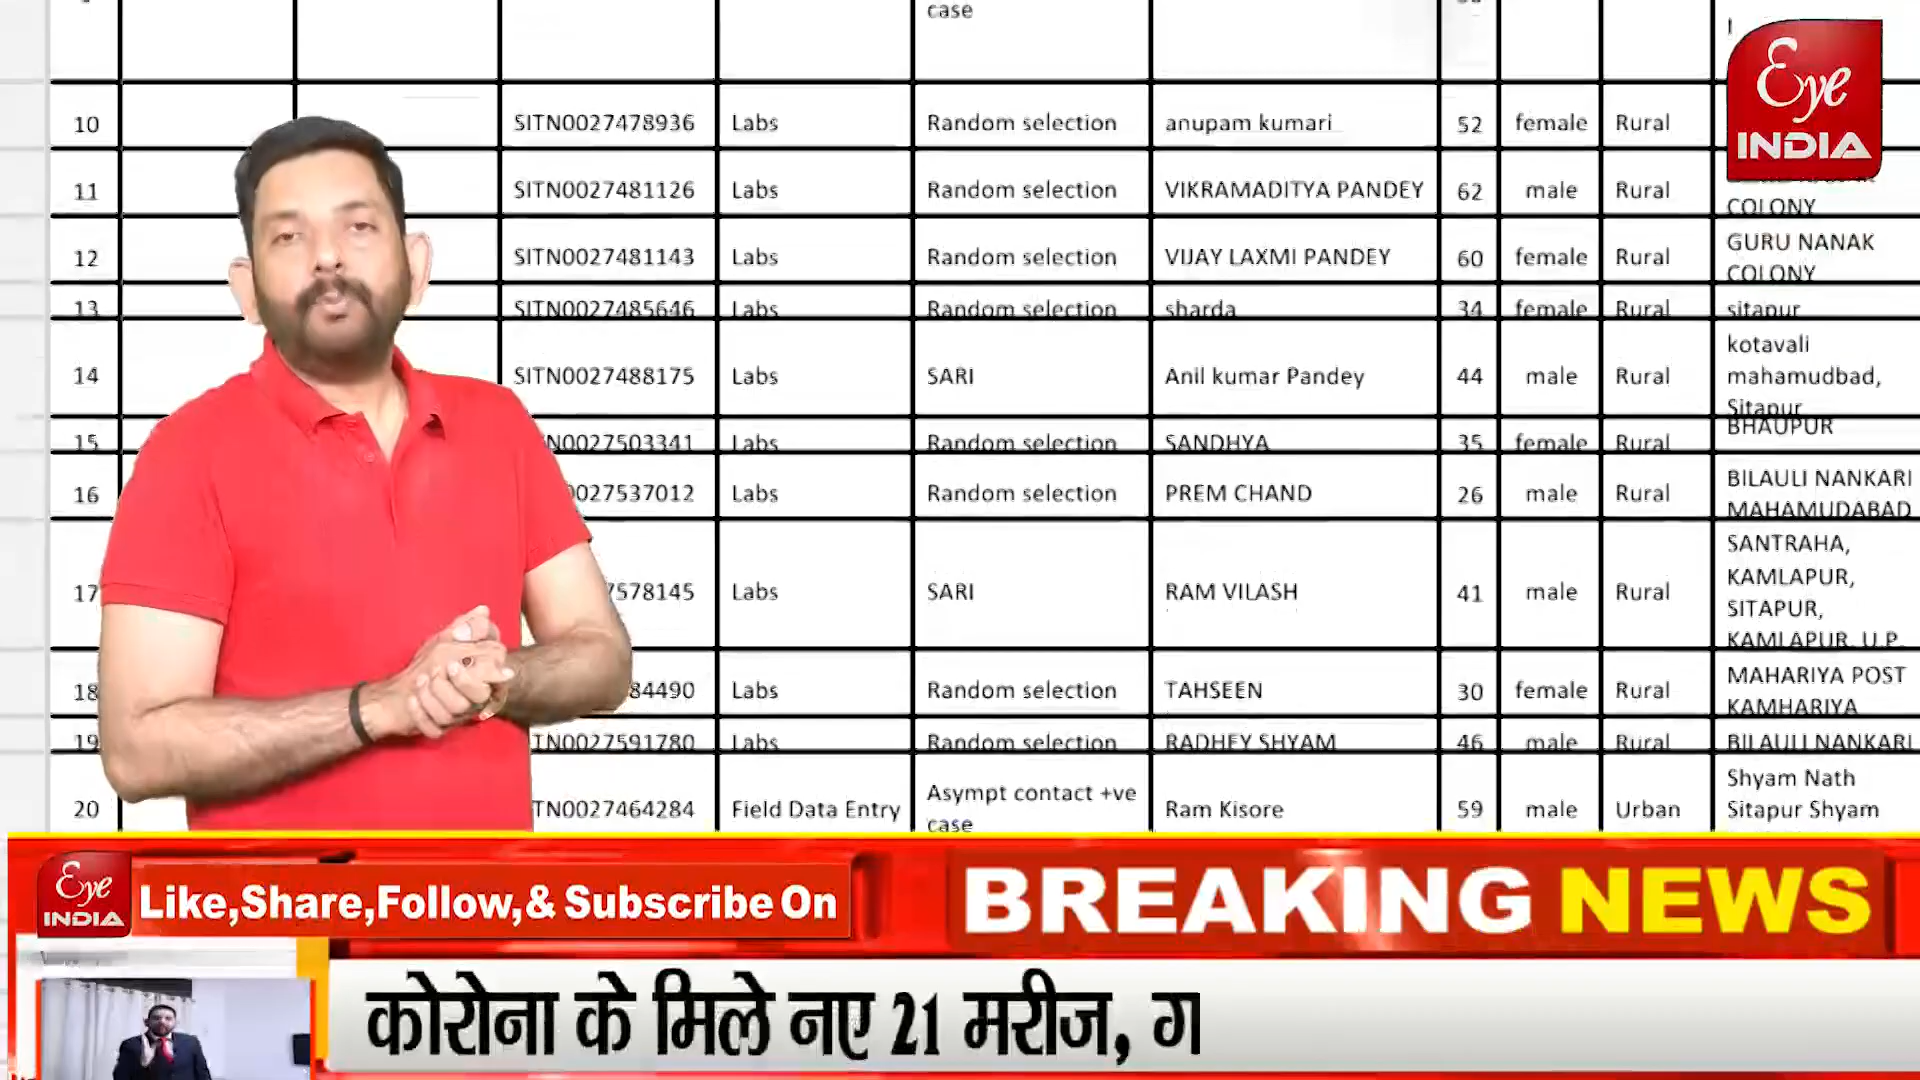 case
10 SITN0027478936 Labs Random selection anupam kumari 52 female Rural
11 SITN0027481126 Labs Random selection VIKRAMADITYA PANDEY 62 male Rural
COLONY
12 SITN0027481143 Labs Random selection VIJAY LAXMI PANDEY 60 female Rural GURU NANAK
COLONY
13 SITN0027485646 Labs Random selection sharda 34 female Rural sitapur
14 SITN0027488175 Labs SARI Anil kumar Pandey 44 male Rural kotavali
mahamudbad,
Sitapur
15 N0027503341 Labs Random selection SANDHYA 35 female Rural BHAUPUR
16 0027537012 Labs Random selection PREM CHAND 26 male Rural BILAULI NANKARI
MAHAMUDABAD
17 7578145 Labs SARI RAM VILASH 41 male Rural SANTRAHA,
KAMLAPUR,
SITAPUR,
KAMLAPUR, U.P.
18 84490 Labs Random selection TAHSEEN 30 female Rural MAHARIYA POST
KAMHARIYA
19 TN0027591780 Labs Random selection RADHEY SHYAM 46 male Rural BILAULI NANKARI
20 TN0027464284 Field Data Entry Asympt contact +ve
case Ram Kisore 59 male Urban Shyam Nath
Sitapur Shyam
Eye
INDIA
Eye
INDIA
Like,Share,Follow,& Subscribe On
BREAKING NEWS
कोरोना के मिले नए 21 मरीज, ग